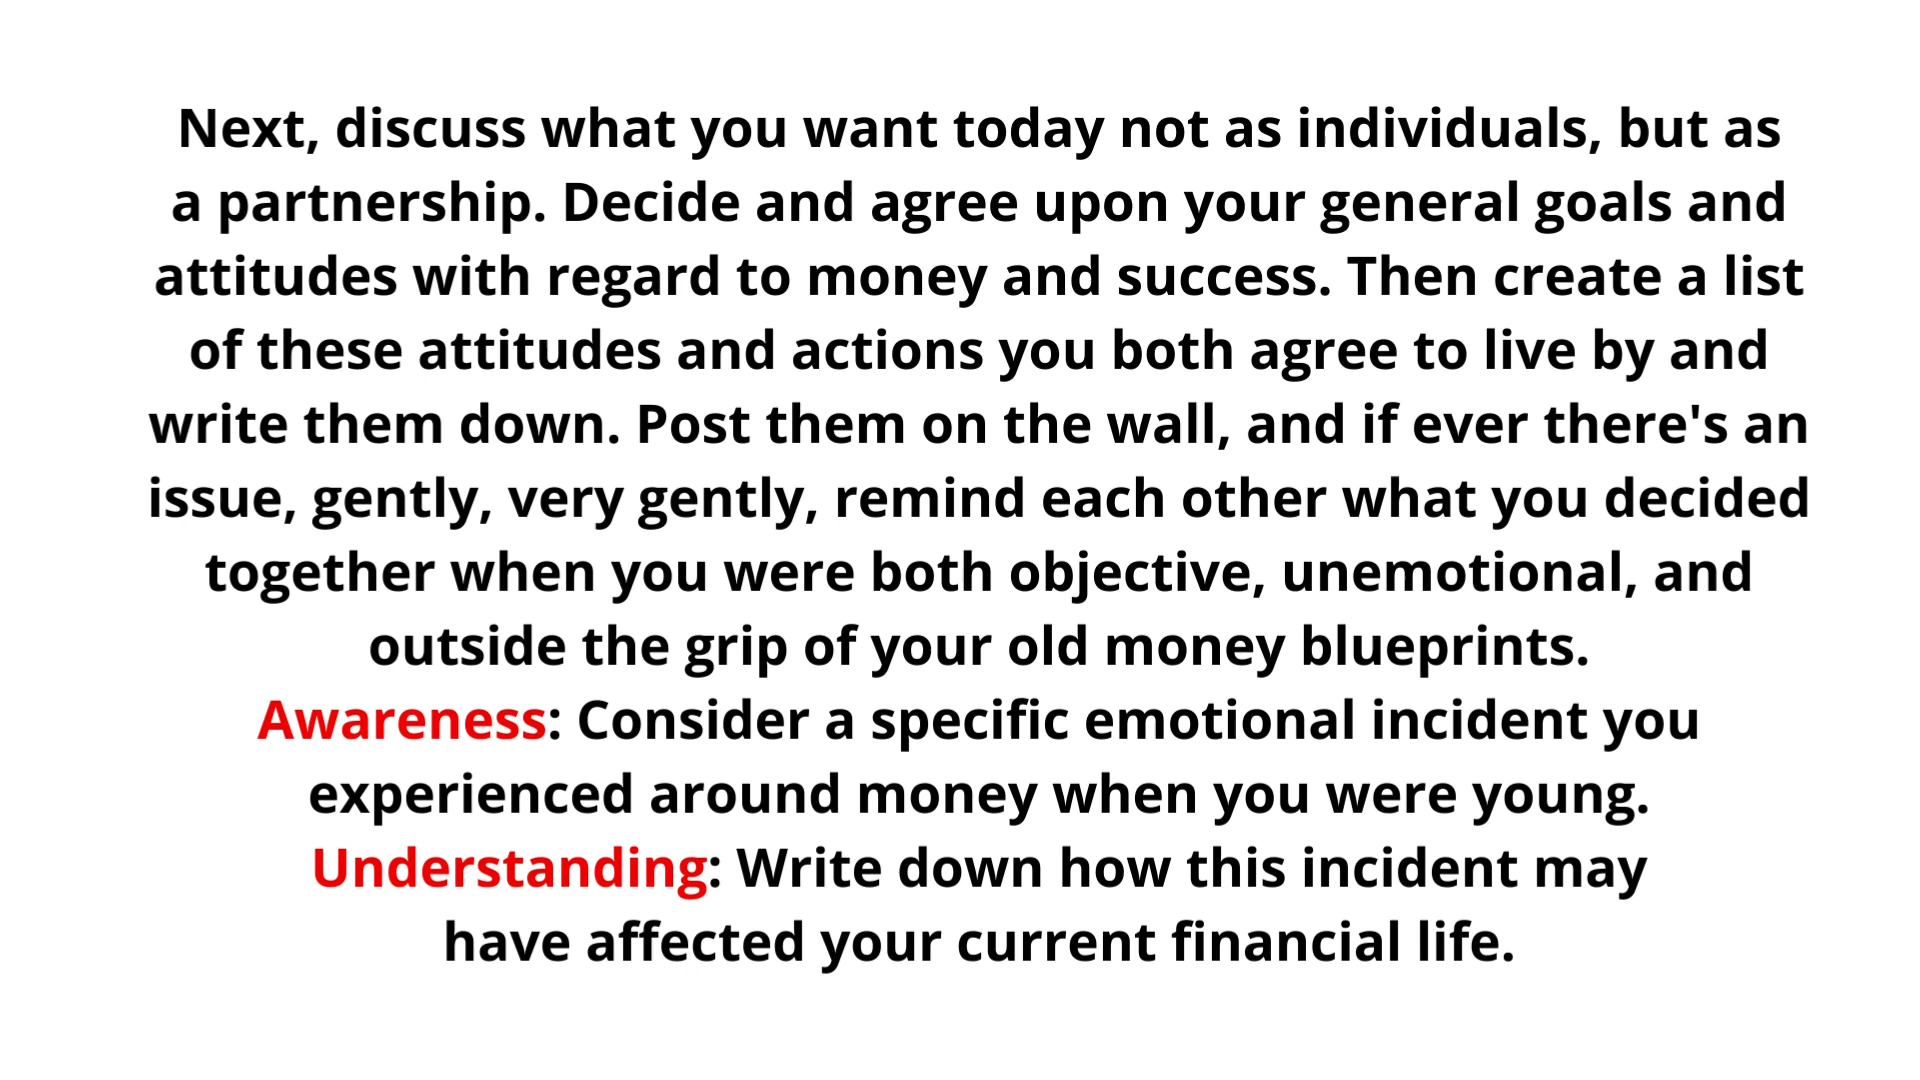 Next, discuss what you want today not as individuals, but as
a partnership. Decide and agree upon your general goals and
attitudes with regard to money and success. Then create a list
of these attitudes and actions you both agree to live by and
write them down. Post them on the wall, and if ever there's an
issue, gently, very gently, remind each other what you decided
together when you were both objective, unemotional, and
outside the grip of your old money blueprints.
Awareness: Consider a specific emotional incident you
experienced around money when you were young.
Understanding: Write down how this incident may
have affected your current financial life.